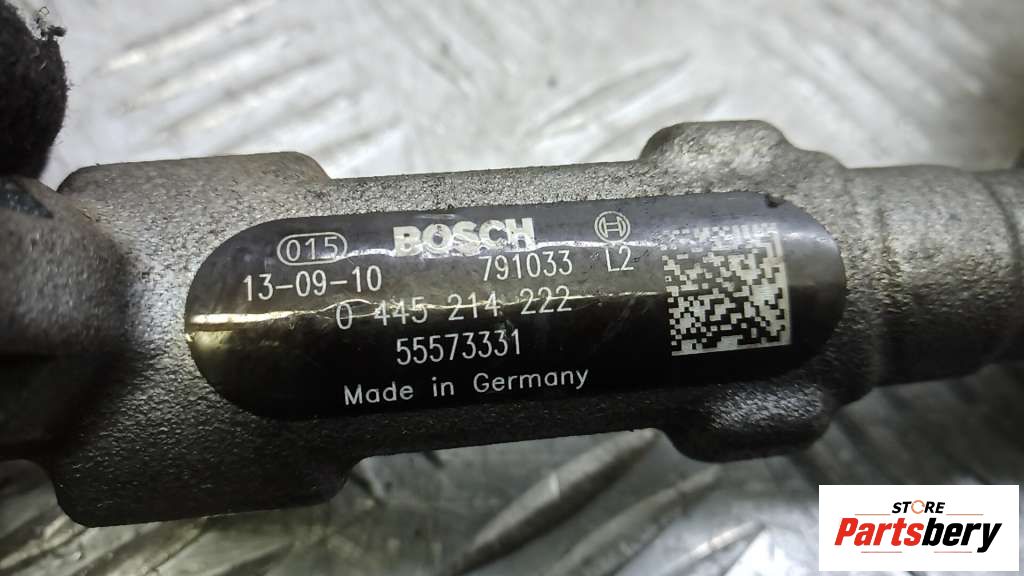 015 BOSCH
13-09-10 791033 L2
0 445 214 222
55573331
Made in Germany
STORE
Partsbery